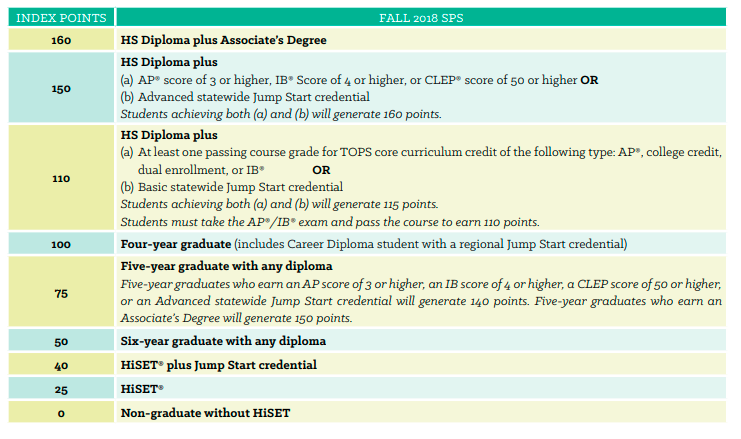 INDEX POINTS FALL 2018 SPS
160 HS Diploma plus Associate's Degree
HS Diploma plus
150
(a) AP® score of 3 or higher, IB® Score of 4 or higher, or CLEP® score of 50 or higher OR
(b) Advanced statewide Jump Start credential
Students achieving both (a) and (b) will generate 160 points.
HS Diploma plus
110
(a) At least one passing course grade for TOPS core curriculum credit of the following type: AP®, college credit,
dual enrollment, or IB® OR
(b) Basic statewide Jump Start credential
Students achieving both (a) and (b) will generate 115 points.
Students must take the AP®/IB® exam and pass the course to earn 110 points.
100 Four-year graduate (includes Career Diploma student with a regional Jump Start credential)
75
Five-year graduate with any diploma
Five-year graduates who earn an AP score of 3 or higher, an IB score of 4 or higher, a CLEP score of 50 or higher,
or an Advanced statewide Jump Start credential will generate 140 points. Five-year graduates who earn an
Associate's Degree will generate 150 points.
50 Six-year graduate with any diploma
40 HiSET® plus Jump Start credential
25 HiSET®
0 Non-graduate without HiSET